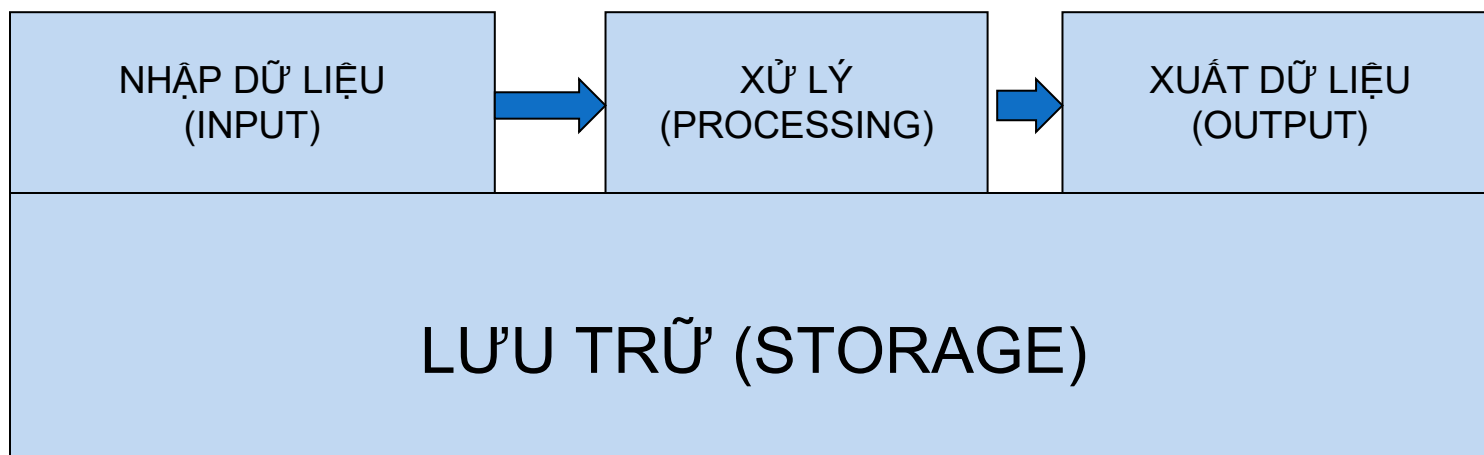 NHẬP DỮ LIỆU
(INPUT)
XỬ LÝ
(PROCESSING)
XUẤT DỮ LIỆU
(OUTPUT)
LƯU TRỮ (STORAGE)